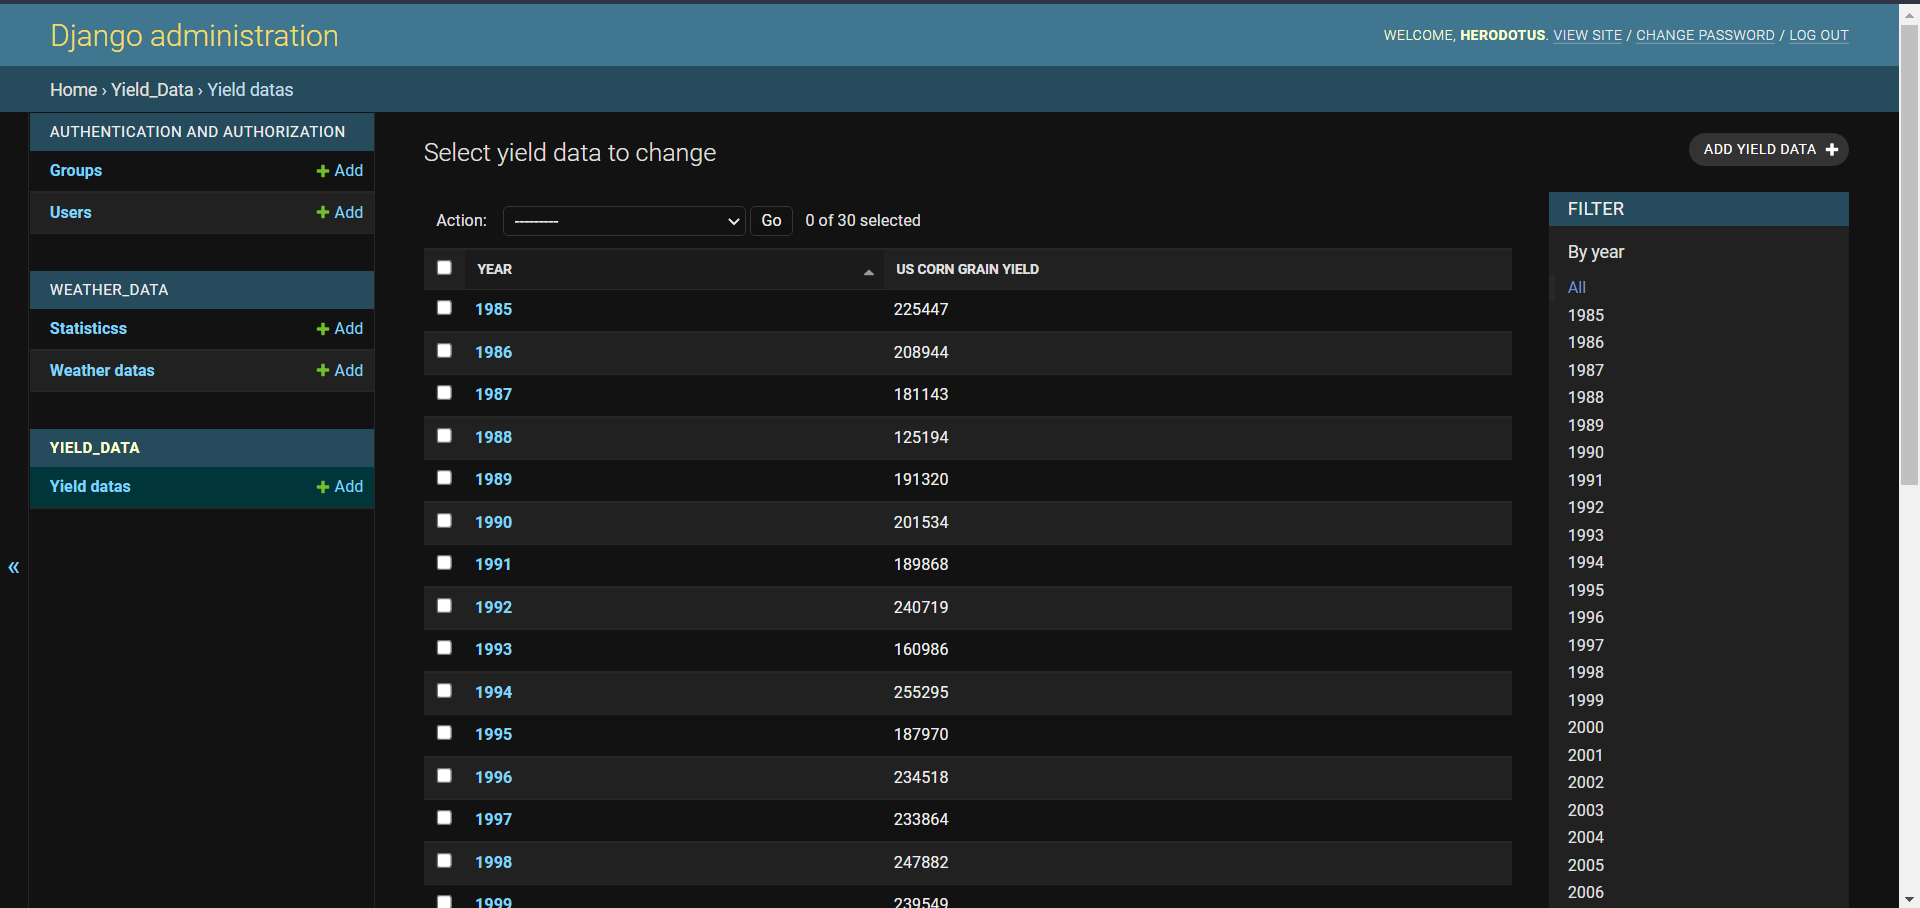 Django administration
WELCOME, HERODOTUS. VIEW SITE / CHANGE PASSWORD / LOG OUT
Home › Yield_Data › Yield datas
AUTHENTICATION AND AUTHORIZATION
Groups + Add
Users + Add
WEATHER_DATA
Statisticss + Add
Weather datas + Add
YIELD_DATA
Yield datas + Add
«
Select yield data to change
ADD YIELD DATA +
Action: --------- Go 0 of 30 selected
YEAR US CORN GRAIN YIELD
1985 225447
1986 208944
1987 181143
1988 125194
1989 191320
1990 201534
1991 189868
1992 240719
1993 160986
1994 255295
1995 187970
1996 234518
1997 233864
1998 247882
1999 239549
FILTER
By year
All
1985
1986
1987
1988
1989
1990
1991
1992
1993
1994
1995
1996
1997
1998
1999
2000
2001
2002
2003
2004
2005
2006